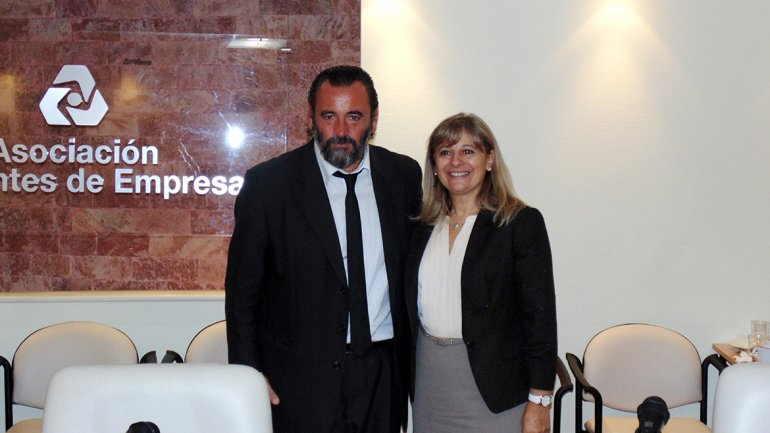 Asociación
ntes de Empresa